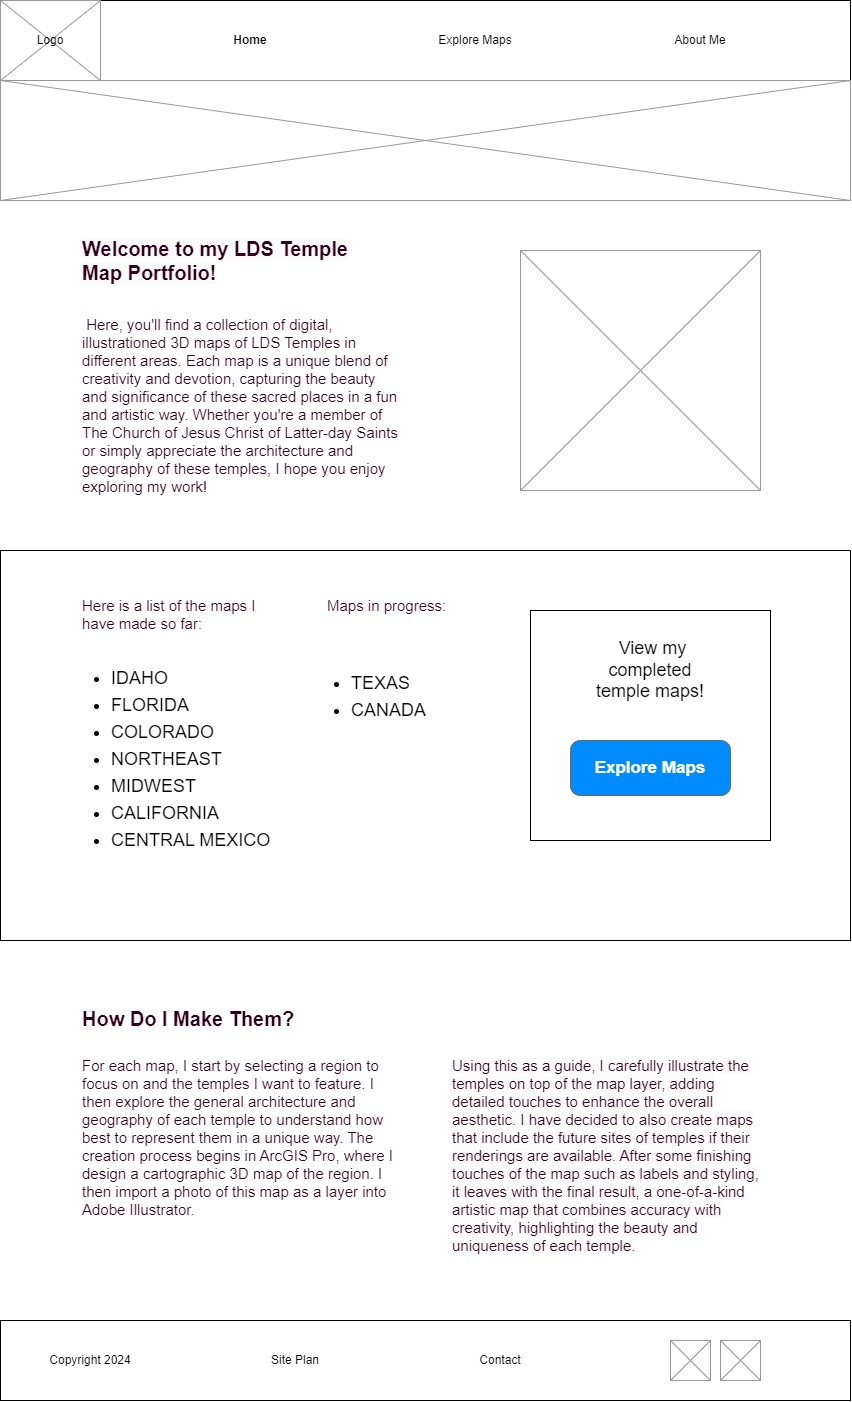 Logo
Home
Explore Maps
About Me
Welcome to my LDS Temple
Map Portfolio!
Here, you'll find a collection of digital,
illustrationed 3D maps of LDS Temples in
different areas. Each map is a unique blend of
creativity and devotion, capturing the beauty
and significance of these sacred places in a fun
and artistic way. Whether you're a member of
The Church of Jesus Christ of Latter-day Saints
or simply appreciate the architecture and
geography of these temples, I hope you enjoy
exploring my work!
Here is a list of the maps I
have made so far:
• IDAHO
• FLORIDA
• COLORADO
• NORTHEAST
• MIDWEST
• CALIFORNIA
• CENTRAL MEXICO
Maps in progress:
• TEXAS
• CANADA
View my
completed
temple maps!
Explore Maps
How Do I Make Them?
For each map, I start by selecting a region to
focus on and the temples I want to feature. I
then explore the general architecture and
geography of each temple to understand how
best to represent them in a unique way. The
creation process begins in ArcGIS Pro, where I
design a cartographic 3D map of the region. I
then import a photo of this map as a layer into
Adobe Illustrator.
Using this as a guide, I carefully illustrate the
temples on top of the map layer, adding
detailed touches to enhance the overall
aesthetic. I have decided to also create maps
that include the future sites of temples if their
renderings are available. After some finishing
touches of the map such as labels and styling,
it leaves with the final result, a one-of-a-kind
artistic map that combines accuracy with
creativity, highlighting the beauty and
uniqueness of each temple.
Copyright 2024
Site Plan
Contact